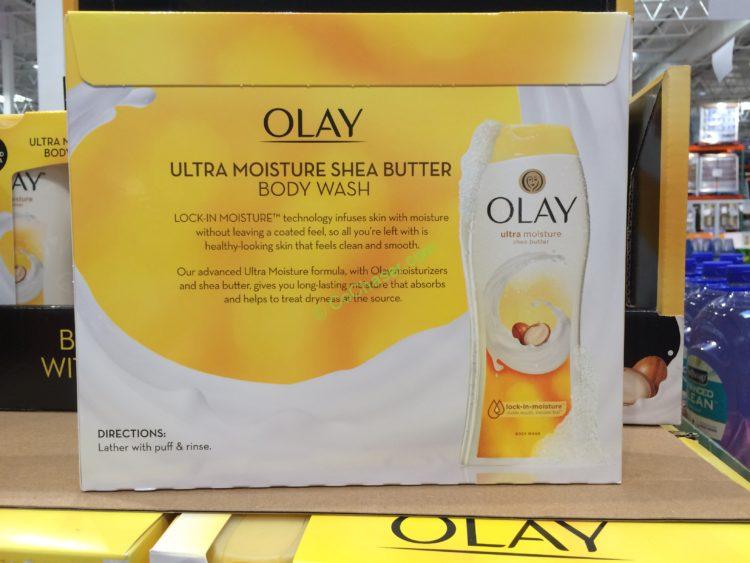 OLAY
ULTRA MOISTURE SHEA BUTTER
BODY WASH
LOCK-IN MOISTURE™ technology infuses skin with moisture
without leaving a coated feel, so all you're left with is
healthy-looking skin that feels clean and smooth.
Our advanced Ultra Moisture formula, with Olay moisturizers
and shea butter, gives you long-lasting moisture that absorbs
and helps to treat dryness at the source.
DIRECTIONS:
Lather with puff & rinse.
OLAY
ultra moisture
shea butter
lock-in-moisture™
BODY WASH
ULTRA M
BODY
AY
B
WIT
OLAY